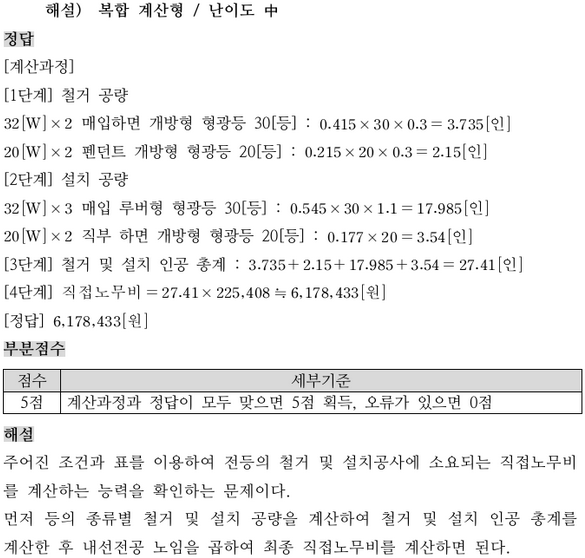 해설) 복합 계산형 / 난이도 中
정답
[계산과정]
[1단계] 철거 공량
32[W]×2 매입하면 개방형 형광등 30[등] : 0.415×30×0.3=3.735[인]
20[W]×2 펜던트 개방형 형광등 20[등] : 0.215×20×0.3=2.15[인]
[2단계] 설치 공량
32[W]×3 매입 루버형 형광등 30[등] : 0.545×30×1.1=17.985[인]
20[W]×2 직부 하면 개방형 형광등 20[등] : 0.177×20=3.54[인]
[3단계] 철거 및 설치 인공 총계 : 3.735+2.15+17.985+3.54=27.41[인]
[4단계] 직접노무비=27.41×225,408≒6,178,433[원]
[정답] 6,178,433[원]
부분점수
점수 세부기준
5점 계산과정과 정답이 모두 맞으면 5점 획득, 오류가 있으면 0점
해설
주어진 조건과 표를 이용하여 전등의 철거 및 설치공사에 소요되는 직접노무비
를 계산하는 능력을 확인하는 문제이다.
먼저 등의 종류별 철거 및 설치 공량을 계산하여 철거 및 설치 인공 총계를
계산한 후 내선전공 노임을 곱하여 최종 직접노무비를 계산하면 된다.